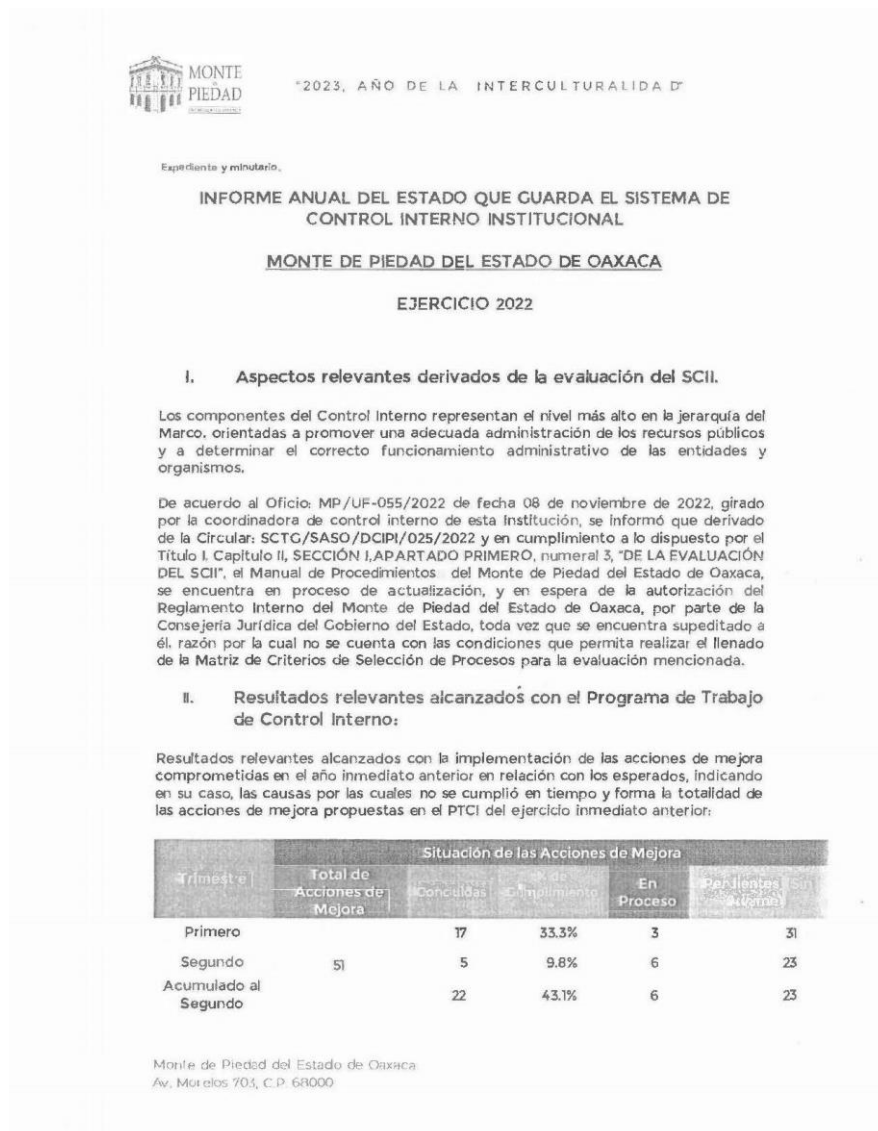 MONTE
DE
PIEDAD
"2023, AÑO DE LA INTERCULTURALIDAD"
Expediente y minutario.
INFORME ANUAL DEL ESTADO QUE GUARDA EL SISTEMA DE
CONTROL INTERNO INSTITUCIONAL
MONTE DE PIEDAD DEL ESTADO DE OAXACA
EJERCICIO 2022
I. Aspectos relevantes derivados de la evaluación del SCII.
Los componentes del Control Interno representan el nivel más alto en la jerarquía del
Marco. orientadas a promover una adecuada administración de los recursos públicos
y a determinar el correcto funcionamiento administrativo de las entidades y
organismos.
De acuerdo al Oficio: MP/UF-055/2022 de fecha 08 de noviembre de 2022, girado
por la coordinadora de control interno de esta Institución, se informó que derivado
de la Circular: SCTG/SASO/DCIPI/025/2022 y en cumplimiento a lo dispuesto por el
Título I, Capítulo II, SECCIÓN I,APARTADO PRIMERO, numeral 3, "DE LA EVALUACIÓN
DEL SCII", el Manual de Procedimientos del Monte de Piedad del Estado de Oaxaca,
se encuentra en proceso de actualización, y en espera de la autorización del
Reglamento Interno del Monte de Piedad del Estado de Oaxaca, por parte de la
Consejería Jurídica del Gobierno del Estado, toda vez que se encuentra supeditado a
él, razón por la cual no se cuenta con las condiciones que permita realizar el llenado
de la Matriz de Criterios de Selección de Procesos para la evaluación mencionada.
II. Resultados relevantes alcanzados con el Programa de Trabajo
de Control Interno:
Resultados relevantes alcanzados con la implementación de las acciones de mejora
comprometidas en el año inmediato anterior en relación con los esperados, indicando
en su caso, las causas por las cuales no se cumplió en tiempo y forma la totalidad de
las acciones de mejora propuestas en el PTCI del ejercicio inmediato anterior:
Situación de las Acciones de Mejora
Trimestre Total de Acciones de Mejora Concluidas % de Cumplimiento En Proceso Pendientes (Sin
Primero 17 33.3% 3 31
Segundo 51 5 9.8% 6 23
Acumulado al
Segundo 22 43.1% 6 23
Monte de Piedad del Estado de Oaxaca
Av. Morelos 703, C.P. 68000